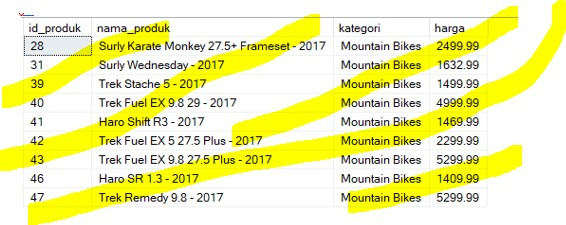 id_produk nama_produk kategori harga
28 Surly Karate Monkey 27.5+ Frameset - 2017 Mountain Bikes 2499.99
31 Surly Wednesday - 2017 Mountain Bikes 1632.99
39 Trek Stache 5 - 2017 Mountain Bikes 1499.99
40 Trek Fuel EX 9.8 29 - 2017 Mountain Bikes 4999.99
41 Haro Shift R3 - 2017 Mountain Bikes 1469.99
42 Trek Fuel EX 5 27.5 Plus - 2017 Mountain Bikes 2299.99
43 Trek Fuel EX 9.8 27.5 Plus - 2017 Mountain Bikes 5299.99
46 Haro SR 1.3 - 2017 Mountain Bikes 1409.99
47 Trek Remedy 9.8 - 2017 Mountain Bikes 5299.99